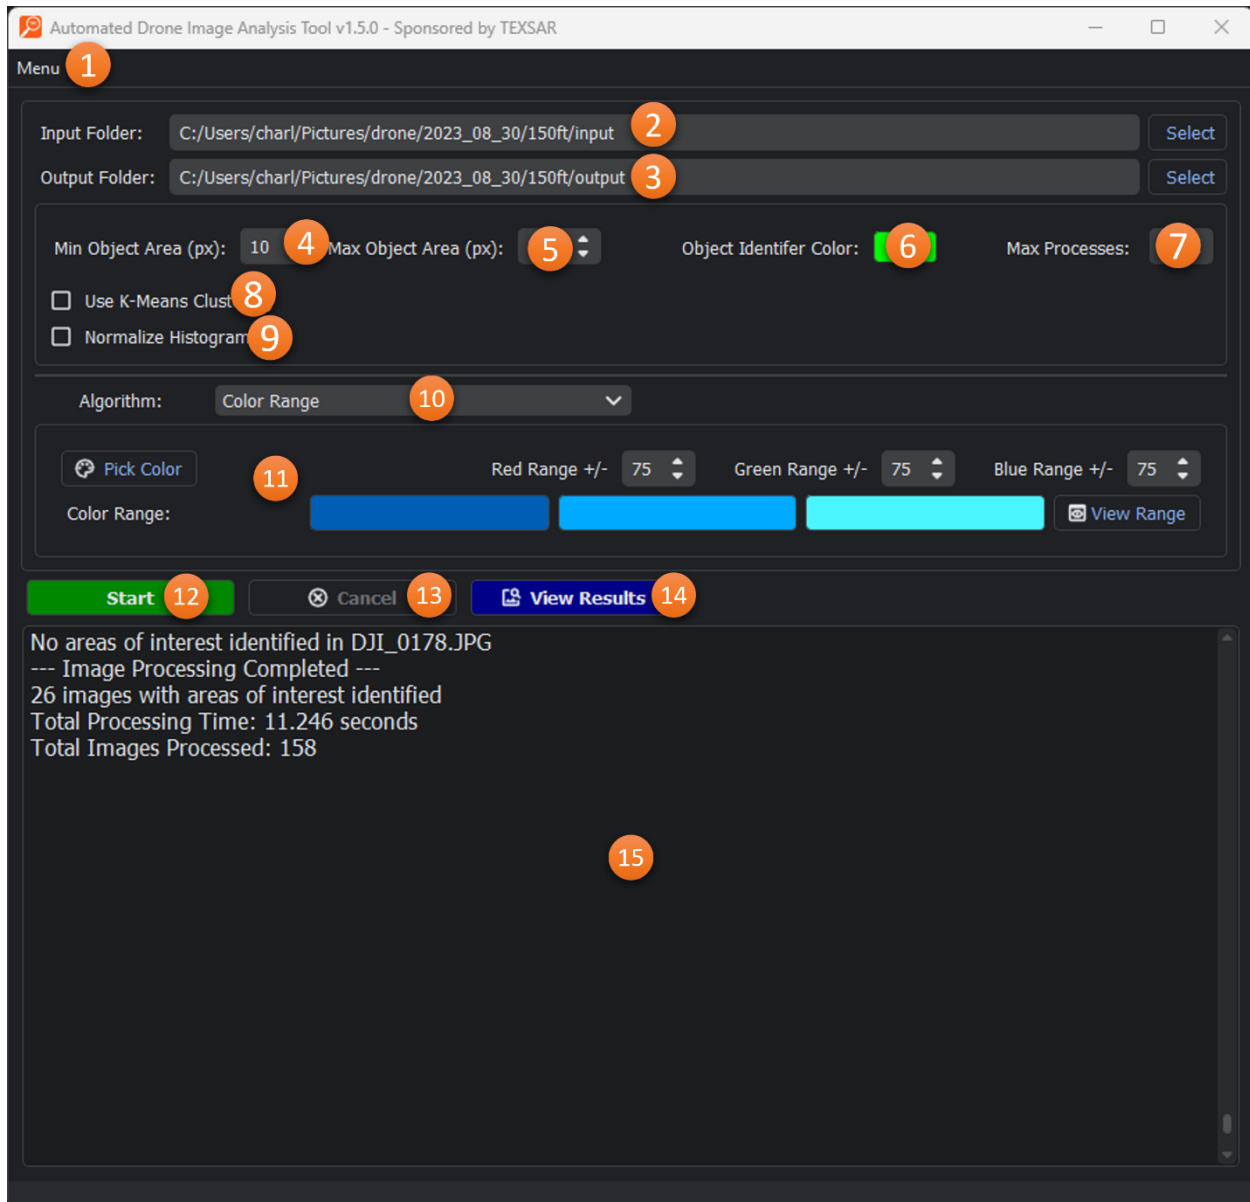 Automated Drone Image Analysis Tool v1.5.0 - Sponsored by TEXSAR
Menu 1
Input Folder: C:/Users/charl/Pictures/drone/2023_08_30/150ft/input 2 Select
Output Folder: C:/Users/charl/Pictures/drone/2023_08_30/150ft/output 3 Select
Min Object Area (px): 10 4 Max Object Area (px): 5 Object Identifer Color: 6 Max Processes: 7
Use K-Means Clust 8
Normalize Histogram 9
Algorithm: Color Range 10
Pick Color 11 Red Range +/- 75 Green Range +/- 75 Blue Range +/- 75
Color Range: View Range
Start 12 Cancel 13 View Results 14
No areas of interest identified in DJI_0178.JPG
--- Image Processing Completed ---
26 images with areas of interest identified
Total Processing Time: 11.246 seconds
Total Images Processed: 158
15